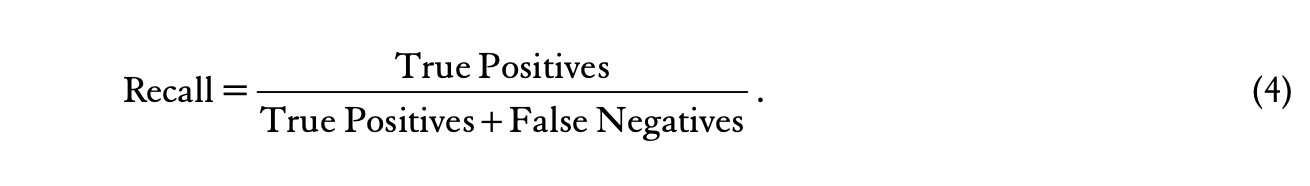 Recall = True Positives / True Positives + False Negatives . (4)